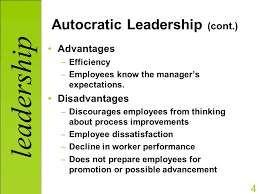 leadership
Autocratic Leadership (cont.)
• Advantages
– Efficiency
– Employees know the manager's
expectations.
• Disadvantages
– Discourages employees from thinking
about process improvements
– Employee dissatisfaction
– Decline in worker performance
– Does not prepare employees for
promotion or possible advancement
4